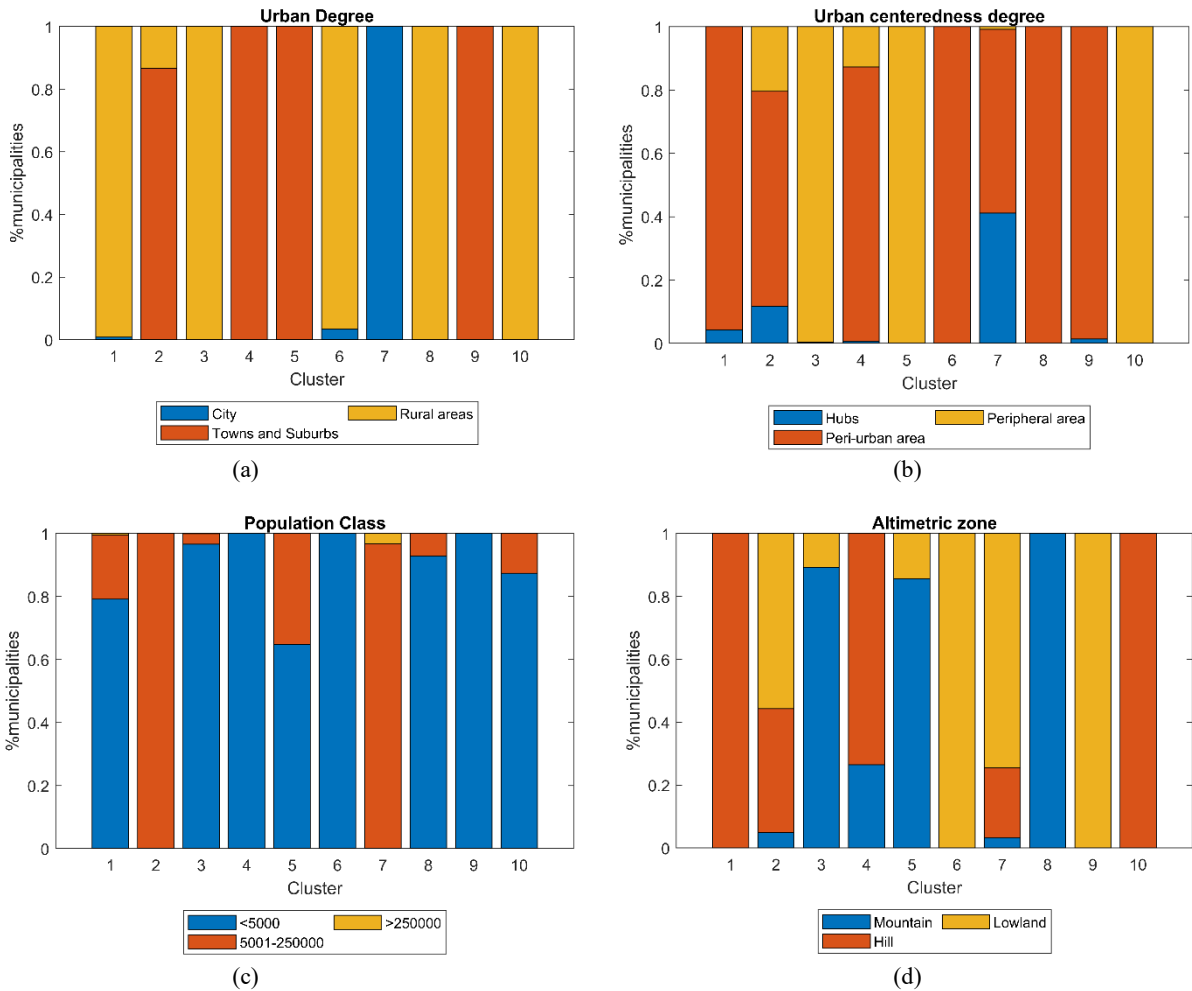 Urban Degree
1
0.8
0.6
0.4
0.2
0
%municipalities
1 2 3 4 5 6 7 8 9 10
Cluster
City
Rural areas
Towns and Suburbs
(a)
Urban centeredness degree
1
0.8
0.6
0.4
0.2
0
%municipalities
1 2 3 4 5 6 7 8 9 10
Cluster
Hubs
Peripheral area
Peri-urban area
(b)
Population Class
1
0.8
0.6
0.4
0.2
0
%municipalities
1 2 3 4 5 6 7 8 9 10
Cluster
<5000
>250000
5001-250000
(c)
Altimetric zone
1
0.8
0.6
0.4
0.2
0
%municipalities
1 2 3 4 5 6 7 8 9 10
Cluster
Mountain
Lowland
Hill
(d)